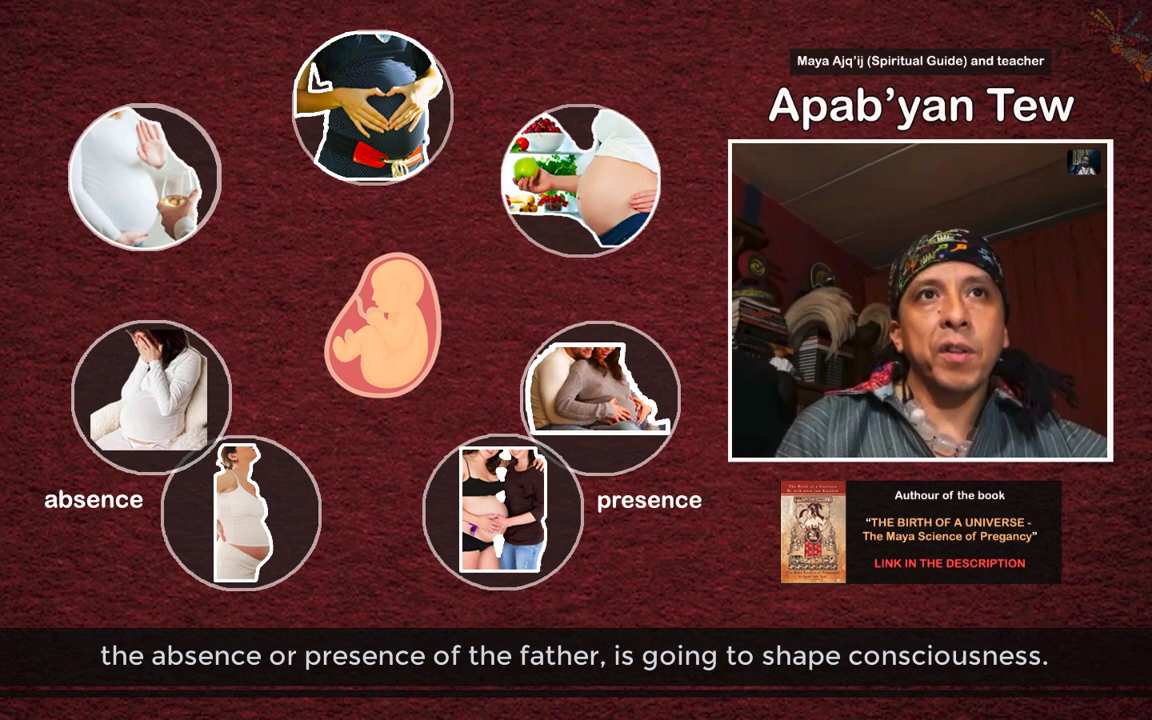 Maya Ajq'ij (Spiritual Guide) and teacher
Apab'yan Tew
absence
presence
Authour of the book
“THE BIRTH OF A UNIVERSE -
The Maya Science of Pregancy”
LINK IN THE DESCRIPTION
the absence or presence of the father, is going to shape consciousness.